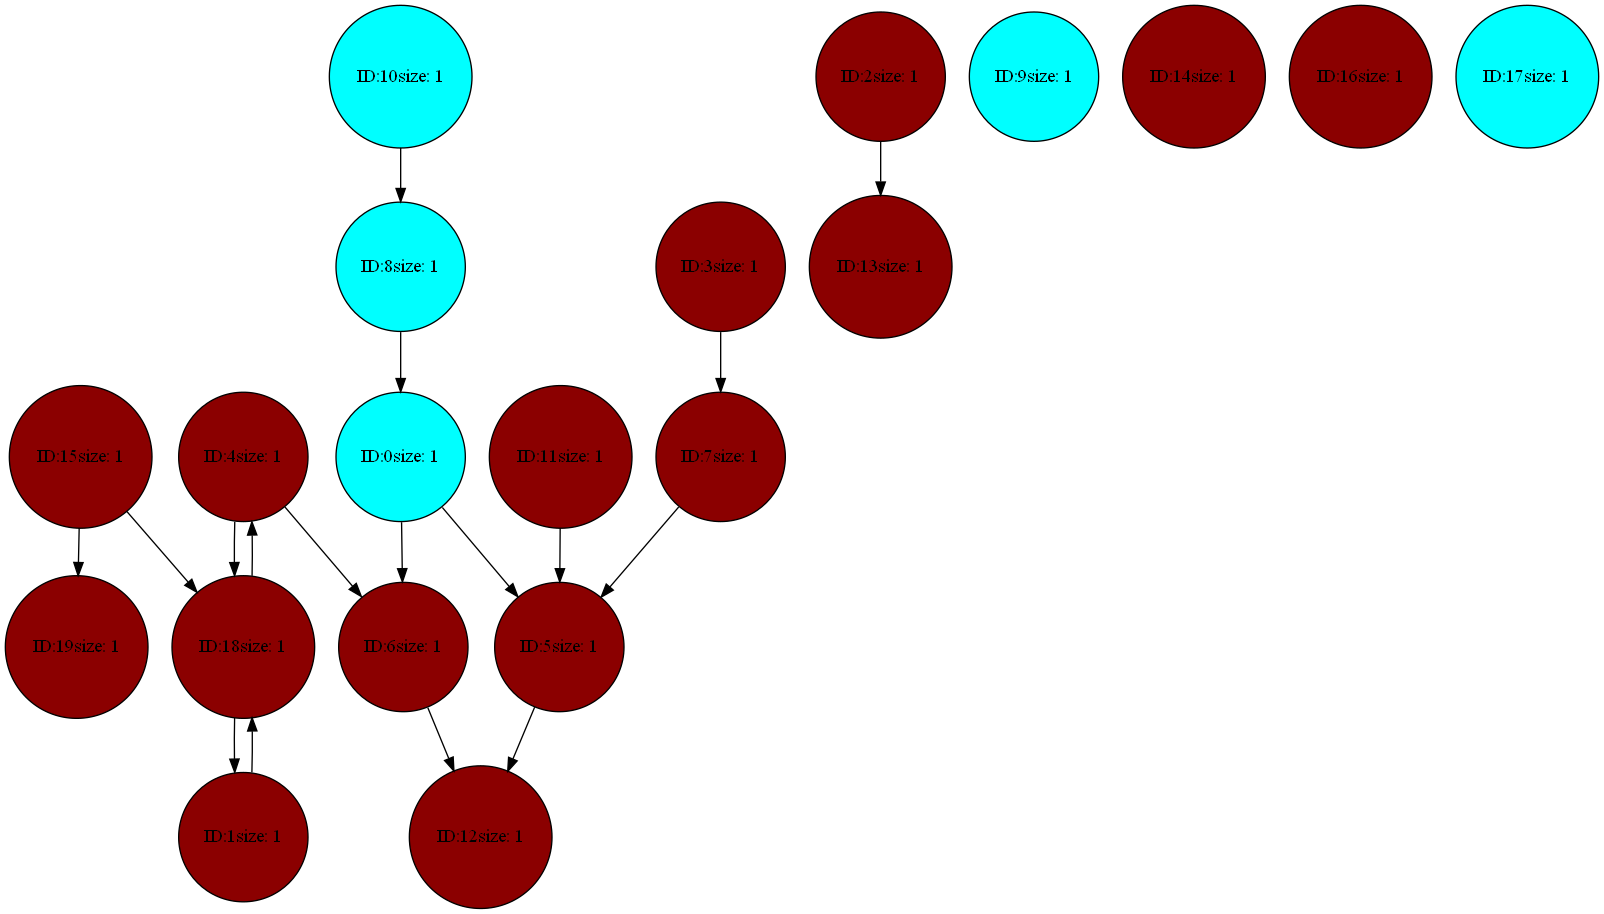 ID:10size: 1
ID:2size: 1
ID:9size: 1
ID:14size: 1
ID:16size: 1
ID:17size: 1
ID:8size: 1
ID:3size: 1
ID:13size: 1
ID:15size: 1
ID:4size: 1
ID:0size: 1
ID:11size: 1
ID:7size: 1
ID:19size: 1
ID:18size: 1
ID:6size: 1
ID:5size: 1
ID:1size: 1
ID:12size: 1